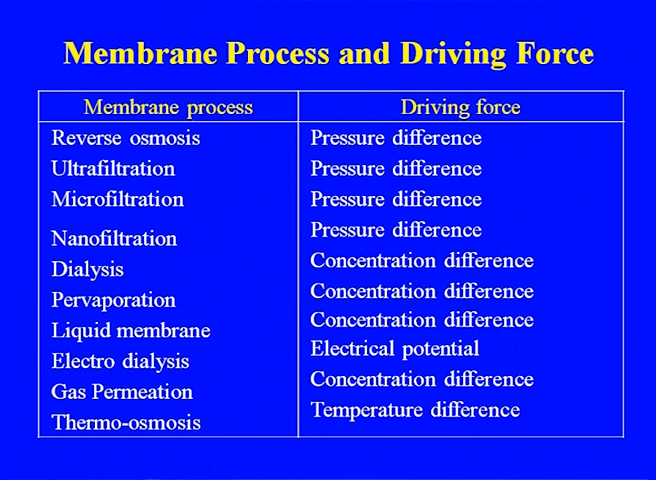 Membrane Process and Driving Force
Membrane process Driving force
Reverse osmosis Pressure difference
Ultrafiltration Pressure difference
Microfiltration Pressure difference
Nanofiltration Pressure difference
Dialysis Concentration difference
Pervaporation Concentration difference
Liquid membrane Concentration difference
Electro dialysis Electrical potential
Gas Permeation Concentration difference
Thermo-osmosis Temperature difference